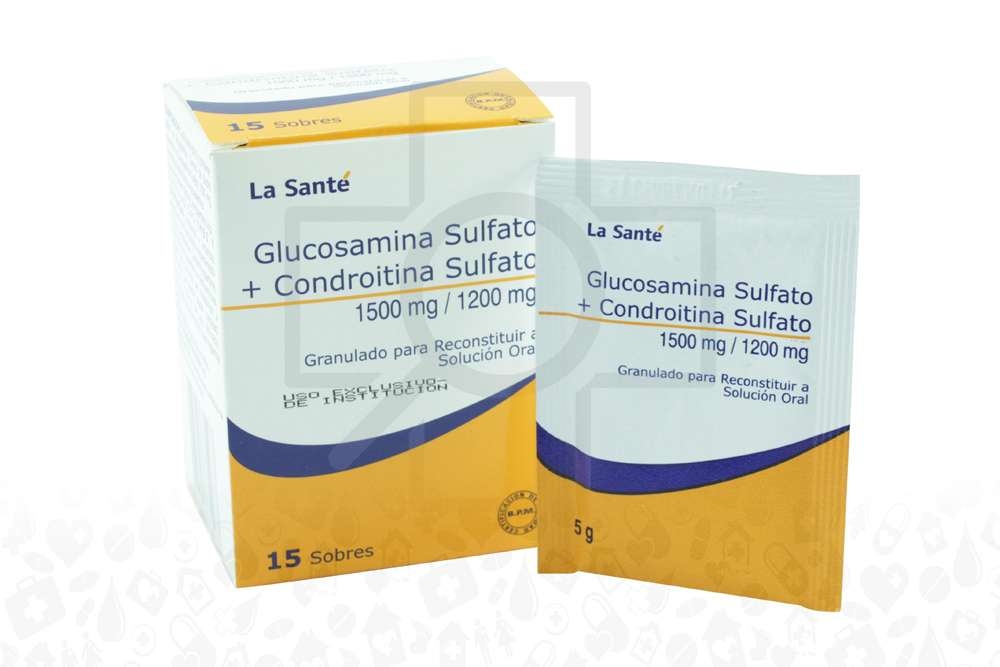 15 Sobres
B.P.M.
La Santé
Glucosamina Sulfato
+ Condroitina Sulfato
1500 mg / 1200 mg
Granulado para Reconstituir a
Solución Oral
USO EXCLUSIVO
DE INSTITUCIÓN
B.P.M.
15 Sobres
La Santé
Glucosamina Sulfato
+ Condroitina Sulfato
1500 mg / 1200 mg
Granulado para Reconstituir a
Solución Oral
5 g